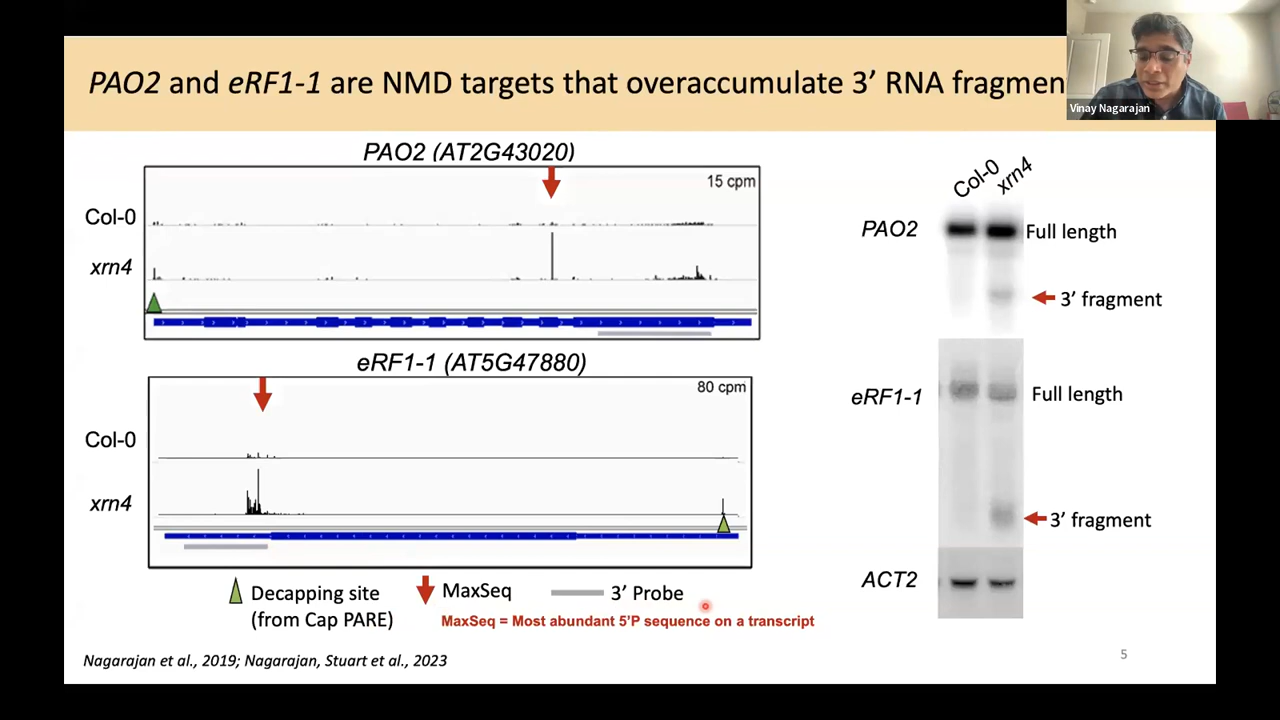 PAO2 and eRF1-1 are NMD targets that overaccumulate 3’ RNA fragmen
Vinay Nagarajan
PAO2 (AT2G43020)
15 cpm
Col-0
xrn4
eRF1-1 (AT5G47880)
80 cpm
Col-0
xrn4
Decapping site
(from Cap PARE)
MaxSeq
3’ Probe
MaxSeq = Most abundant 5’P sequence on a transcript
Col-0
xrn4
PAO2
Full length
3’ fragment
eRF1-1
Full length
3’ fragment
ACT2
Nagarajan et al., 2019; Nagarajan, Stuart et al., 2023
5